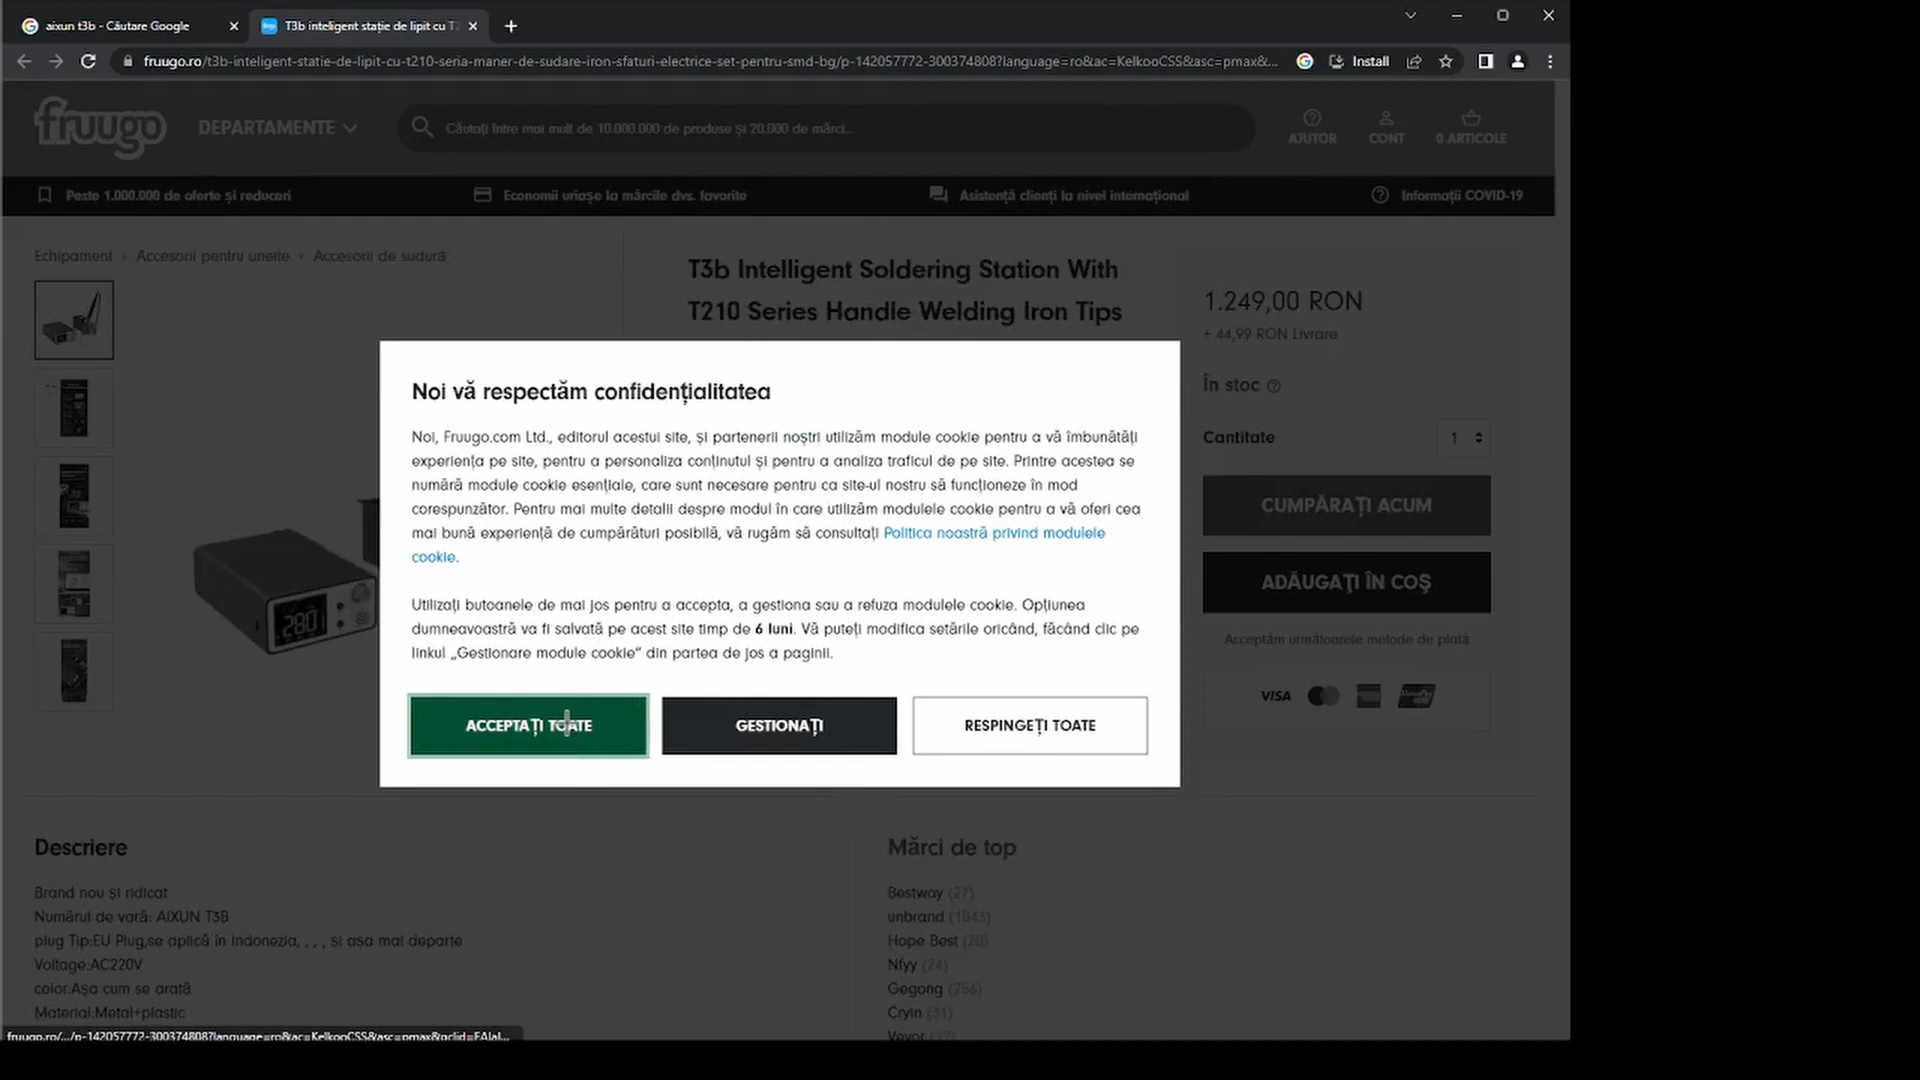 aixun t3b - Căutare Google
T3b inteligent stație de lipit cu T
fruugo.ro/t3b-inteligent-statie-de-lipit-cu-t210-seria-maner-de-sudare-iron-sfaturi-electrice-set-pentru-smd-bg/p-142057772-300374808?language=ro&ac=KelkooCSS&asc=pmax&...
Install
fruugo
DEPARTAMENTE
Căutați între mai mult de 10.000.000 de produse și 20.000 de mărci...
AJUTOR
CONT
0 ARTICOLE
Peste 1.000.000 de oferte și reduceri
Economii uriașe la mărcile dvs. favorite
Asistență clienți la nivel internațional
Informații COVID-19
Echipament › Accesorii pentru unelte › Accesorii de sudură
T3b Intelligent Soldering Station With
T210 Series Handle Welding Iron Tips
1.249,00 RON
+ 44,99 RON Livrare
În stoc
Cantitate
1
CUMPĂRAȚI ACUM
ADĂUGAȚI ÎN COȘ
Acceptăm următoarele metode de plată
VISA
280
Noi vă respectăm confidențialitatea
Noi, Fruugo.com Ltd., editorul acestui site, și partenerii noștri utilizăm module cookie pentru a vă îmbunătăți
experiența pe site, pentru a personaliza conținutul și pentru a analiza traficul de pe site. Printre acestea se
numără module cookie esențiale, care sunt necesare pentru ca site-ul nostru să funcționeze în mod
corespunzător. Pentru mai multe detalii despre modul în care utilizăm modulele cookie pentru a vă oferi cea
mai bună experiență de cumpărături posibilă, vă rugăm să consultați Politica noastră privind modulele
cookie.
Utilizați butoanele de mai jos pentru a accepta, a gestiona sau a refuza modulele cookie. Opțiunea
dumneavoastră va fi salvată pe acest site timp de 6 luni. Vă puteți modifica setările oricând, făcând clic pe
linkul „Gestionare module cookie” din partea de jos a paginii.
ACCEPTAȚI TOATE
GESTIONAȚI
RESPINGEȚI TOATE
Descriere
Brand nou și ridicat
Numărul de vară: AIXUN T3B
plug Tip:EU Plug,se aplică în Indonezia, , , , și așa mai departe
Voltage:AC220V
color:Așa cum se arată
Material:Metal+plastic
Mărci de top
Bestway (27)
unbrand (1043)
Hope Best (20)
Nfyy (24)
Gegong (256)
Cryin (31)
Vevor
fruugo.ro/.../p-142057772-300374808?language=ro&ac=KelkooCSS&asc=pmax&gclid=EAIaI...